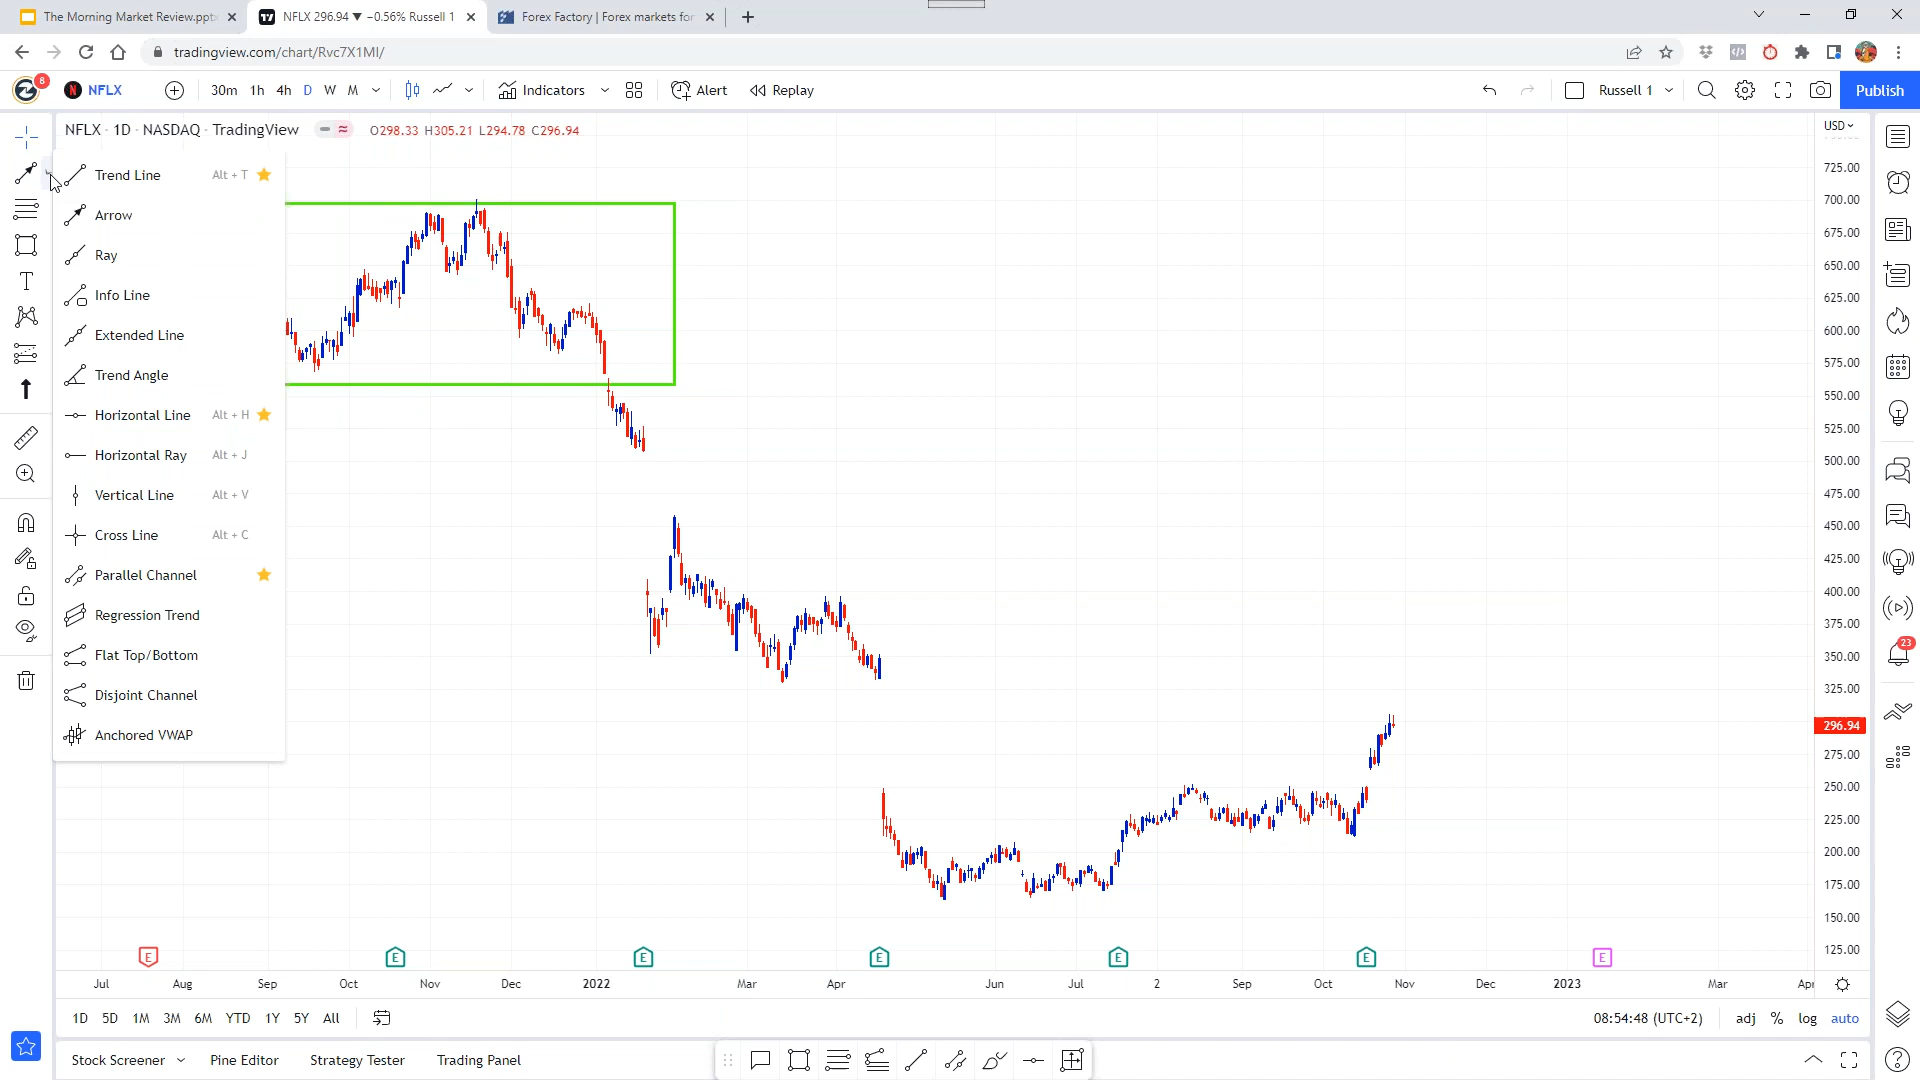 The Morning Market Review.pptx
NFLX 296.94 ▼ −0.56% Russell 1
Forex Factory | Forex markets for
tradingview.com/chart/Rvc7X1MI/
8
NFLX
30m 1h 4h D W M
Indicators
Alert
Replay
Russell 1
Publish
NFLX · 1D · NASDAQ · TradingView
O298.33 H305.21 L294.78 C296.94
USD
Trend Line Alt + T
Arrow
Ray
Info Line
Extended Line
Trend Angle
Horizontal Line Alt + H
Horizontal Ray Alt + J
Vertical Line Alt + V
Cross Line Alt + C
Parallel Channel
Regression Trend
Flat Top/Bottom
Disjoint Channel
Anchored VWAP
725.00
700.00
675.00
650.00
625.00
600.00
575.00
550.00
525.00
500.00
475.00
450.00
425.00
400.00
375.00
350.00
325.00
296.94
275.00
250.00
225.00
200.00
175.00
150.00
125.00
23
E E E E E E E
Jul Aug Sep Oct Nov Dec 2022 Mar Apr Jun Jul 2 Sep Oct Nov Dec 2023 Mar Apr
1D 5D 1M 3M 6M YTD 1Y 5Y All
08:54:48 (UTC+2)
adj % log auto
Stock Screener
Pine Editor
Strategy Tester
Trading Panel